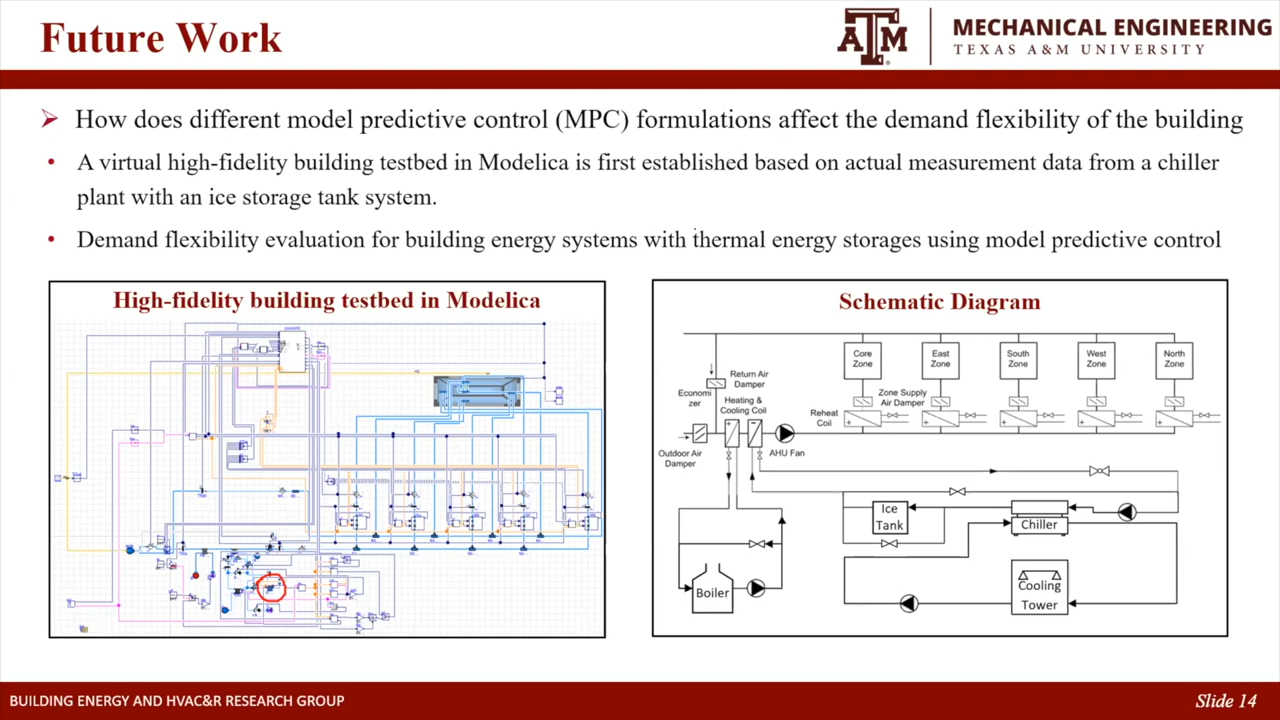 Future Work
ATM
MECHANICAL ENGINEERING
TEXAS A&M UNIVERSITY
How does different model predictive control (MPC) formulations affect the demand flexibility of the building
A virtual high-fidelity building testbed in Modelica is first established based on actual measurement data from a chiller
plant with an ice storage tank system.
Demand flexibility evaluation for building energy systems with thermal energy storages using model predictive control
High-fidelity building testbed in Modelica
Schematic Diagram
Core
Zone
East
Zone
South
Zone
West
Zone
North
Zone
Return Air
Damper
Economi
zer
Zone Supply
Air Damper
Heating &
Cooling Coil
Reheat
Coil
Outdoor Air
Damper
AHU Fan
Ice
Tank
Chiller
Boiler
Cooling
Tower
BUILDING ENERGY AND HVAC&R RESEARCH GROUP
Slide 14